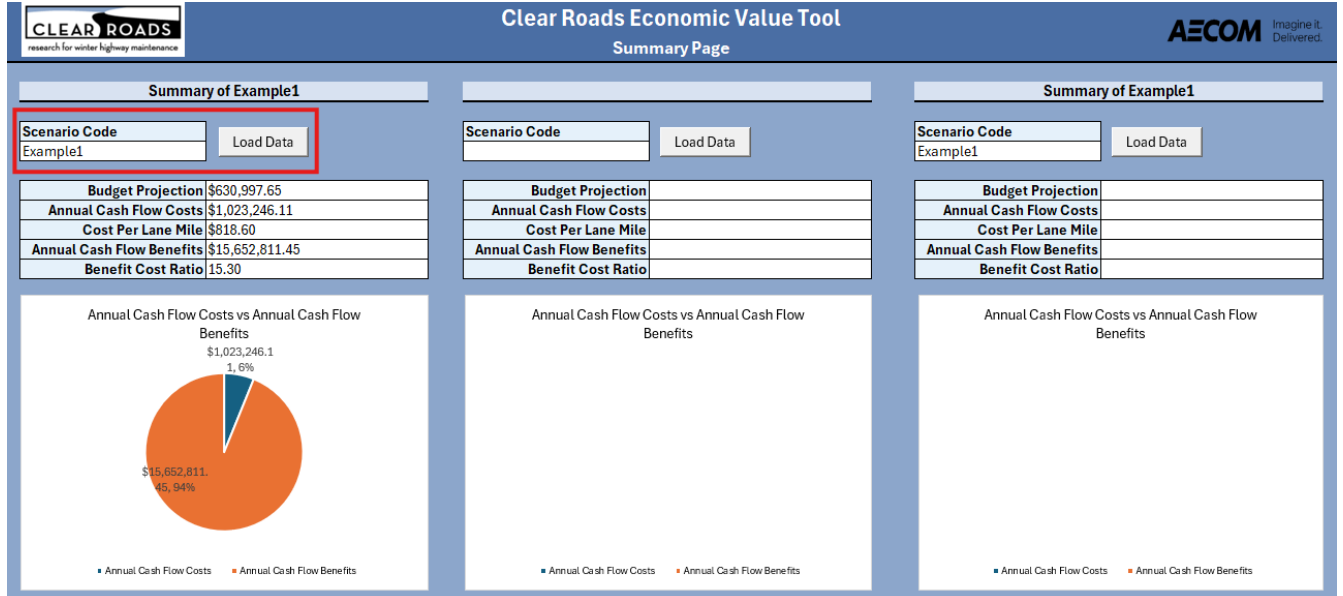 CLEAR ROADS
research for winter highway maintenance
Clear Roads Economic Value Tool
Summary Page
AECOM
Imagine it.
Delivered.
Summary of Example1
Scenario Code
Example1
Load Data
Budget Projection $630,997.65
Annual Cash Flow Costs $1,023,246.11
Cost Per Lane Mile $818.60
Annual Cash Flow Benefits $15,652,811.45
Benefit Cost Ratio 15.30
Annual Cash Flow Costs vs Annual Cash Flow
Benefits
$1,023,246.1
1, 6%
$15,652,811.
45, 94%
Annual Cash Flow Costs
Annual Cash Flow Benefits
Scenario Code
Load Data
Budget Projection
Annual Cash Flow Costs
Cost Per Lane Mile
Annual Cash Flow Benefits
Benefit Cost Ratio
Annual Cash Flow Costs vs Annual Cash Flow
Benefits
Annual Cash Flow Costs
Annual Cash Flow Benefits
Summary of Example1
Scenario Code
Example1
Load Data
Budget Projection
Annual Cash Flow Costs
Cost Per Lane Mile
Annual Cash Flow Benefits
Benefit Cost Ratio
Annual Cash Flow Costs vs Annual Cash Flow
Benefits
Annual Cash Flow Costs
Annual Cash Flow Benefits